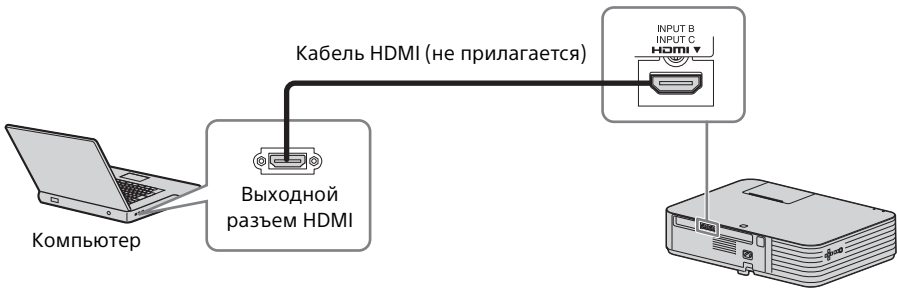 INPUT B
INPUT C
HDMI ▼
Кабель HDMI (не прилагается)
Выходной
разъем HDMI
Компьютер